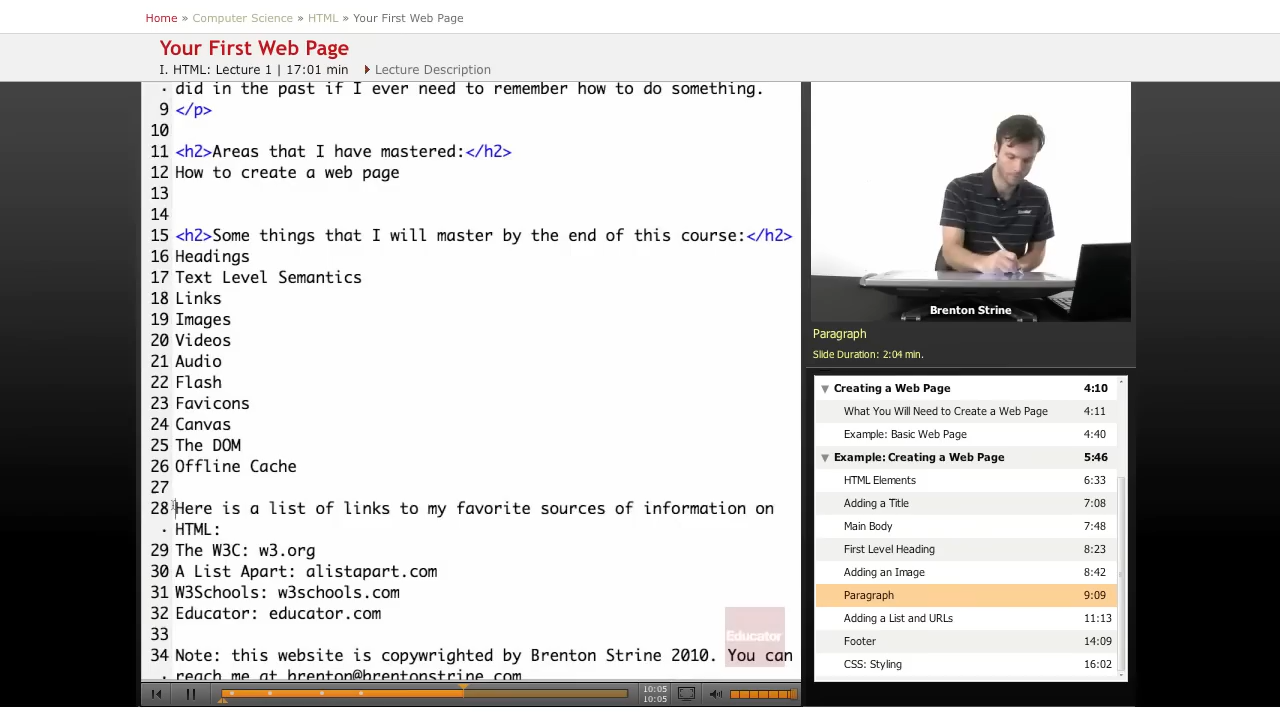 Home » Computer Science » HTML » Your First Web Page
Your First Web Page
I. HTML: Lecture 1 | 17:01 min Lecture Description
did in the past if I ever need to remember how to do something.
9 </p>
10
11 <h2>Areas that I have mastered:</h2>
12 How to create a web page
13
14
15 <h2>Some things that I will master by the end of this course:</h2>
16 Headings
17 Text Level Semantics
18 Links
19 Images
20 Videos
21 Audio
22 Flash
23 Favicons
24 Canvas
25 The DOM
26 Offline Cache
27
28 Here is a list of links to my favorite sources of information on
HTML:
29 The W3C: w3.org
30 A List Apart: alistapart.com
31 W3Schools: w3schools.com
32 Educator: educator.com
33
34 Note: this website is copywrighted by Brenton Strine 2010. You can
reach me at brenton@brentonstrine.com
Educator
10:05
10:05
Brenton Strine
Paragraph
Slide Duration: 2:04 min.
Creating a Web Page 4:10
What You Will Need to Create a Web Page 4:11
Example: Basic Web Page 4:40
Example: Creating a Web Page 5:46
HTML Elements 6:33
Adding a Title 7:08
Main Body 7:48
First Level Heading 8:23
Adding an Image 8:42
Paragraph 9:09
Adding a List and URLs 11:13
Footer 14:09
CSS: Styling 16:02